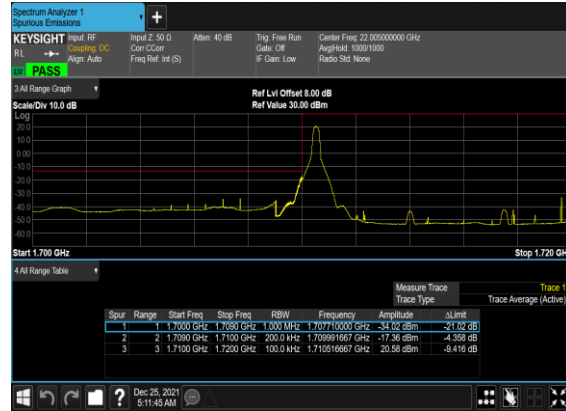 Spectrum Analyzer 1
Spurious Emissions
KEYSIGHT Input: RF Input Z: 50 Ω Atten: 40 dB Trig: Free Run Center Freq: 22.005000000 GHz
RL Coupling: DC Corr CCorr Gate: Off Avg|Hold: 1000/1000
Align: Auto Freq Ref: Int (S) IF Gain: Low Radio Std: None
PASS
3 All Range Graph
Ref Lvl Offset 8.00 dB
Scale/Div 10.0 dB Ref Value 30.00 dBm
Log
20.0
10.0
0.00
-10.0
-20.0
-30.0
-40.0
-50.0
-60.0
Start 1.700 GHz Stop 1.720 GH
4 All Range Table
Measure Trace Trace 1
Trace Type Trace Average (Active)
Spur Range Start Freq Stop Freq RBW Frequency Amplitude ΔLimit
1 1 1.7000 GHz 1.7090 GHz 1.000 MHz 1.707710000 GHz -34.02 dBm -21.02 dB
2 2 1.7090 GHz 1.7100 GHz 200.0 kHz 1.709991667 GHz -17.36 dBm -4.358 dB
3 3 1.7100 GHz 1.7200 GHz 100.0 kHz 1.710516667 GHz 20.58 dBm -9.416 dB
Dec 25, 2021
5:11:45 AM